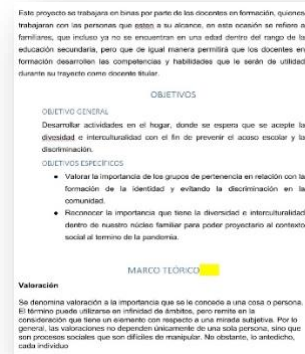 Este proyecto se trabajara en binas por parte de los docentes en formación, quienes
trabajaran con las personas que esten a su alcance, en esta ocasión se refiere a
familiares, que incluso ya no se encuentran en una edad dentro del rango de la
educación secundaria, pero que de igual manera permitirá que los docentes en
formación desarrollen las competencias y habilidades que le serán de utilidad
durante su trayecto como docente titular.
OBJETIVOS
OBJETIVO GENERAL
Desarrollar actividades en el hogar, donde se espera que se acepte la
divesidad e interculturalidad con el fin de prevenir el acoso escolar y la
discriminación.
OBJETIVOS ESPECÍFICOS
• Valorar la importancia de los grupos de pertenencia en relación con la
formación de la identidad y evitando la discriminación en la
comunidad.
• Reconocer la importancia que tiene la diversidad e interculturalidad
dentro de nuestro núcleo familiar para poder proyectarlo al contexto
social al termino de la pandemia.
MARCO TEÓRICO
Valoración
Se denomina valoración a la importancia que se le concede a una cosa o persona.
El término puede utilizarse en infinidad de ámbitos, pero remite en la
consideración que tiene un elemento con respecto a una mirada subjetiva. Por lo
general, las valoraciones no dependen únicamente de una sola persona, sino que
son procesos sociales que son difíciles de manipular. No obstante, lo antedicho,
cada individuo